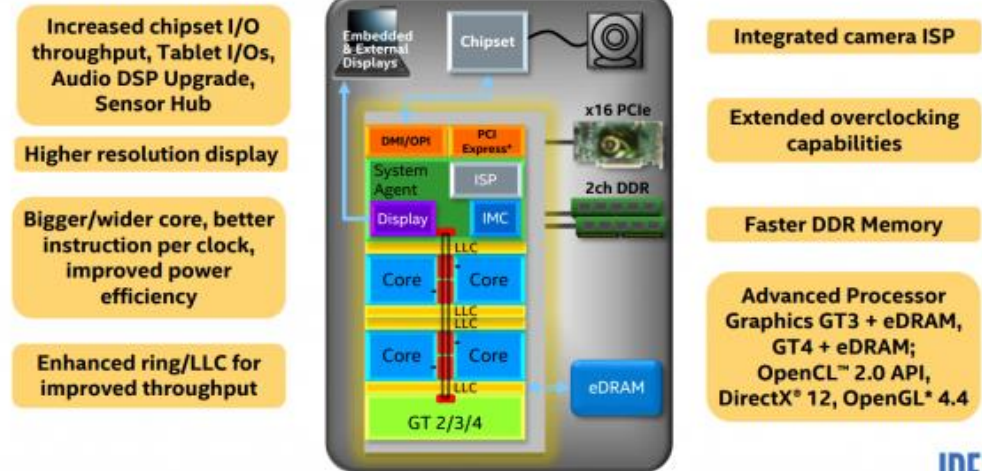 Increased chipset I/O
throughput, Tablet I/Os,
Audio DSP Upgrade,
Sensor Hub
Higher resolution display
Bigger/wider core, better
instruction per clock,
improved power
efficiency
Enhanced ring/LLC for
improved throughput
Embedded
& External
Displays
Chipset
x16 PCIe
DMI/OPI
PCI
Express*
System
Agent
ISP
2ch DDR
Display
IMC
LLC
Core
Core
LLC
LLC
Core
Core
LLC
eDRAM
GT 2/3/4
Integrated camera ISP
Extended overclocking
capabilities
Faster DDR Memory
Advanced Processor
Graphics GT3 + eDRAM,
GT4 + eDRAM;
OpenCL™ 2.0 API,
DirectX® 12, OpenGL* 4.4
IDF